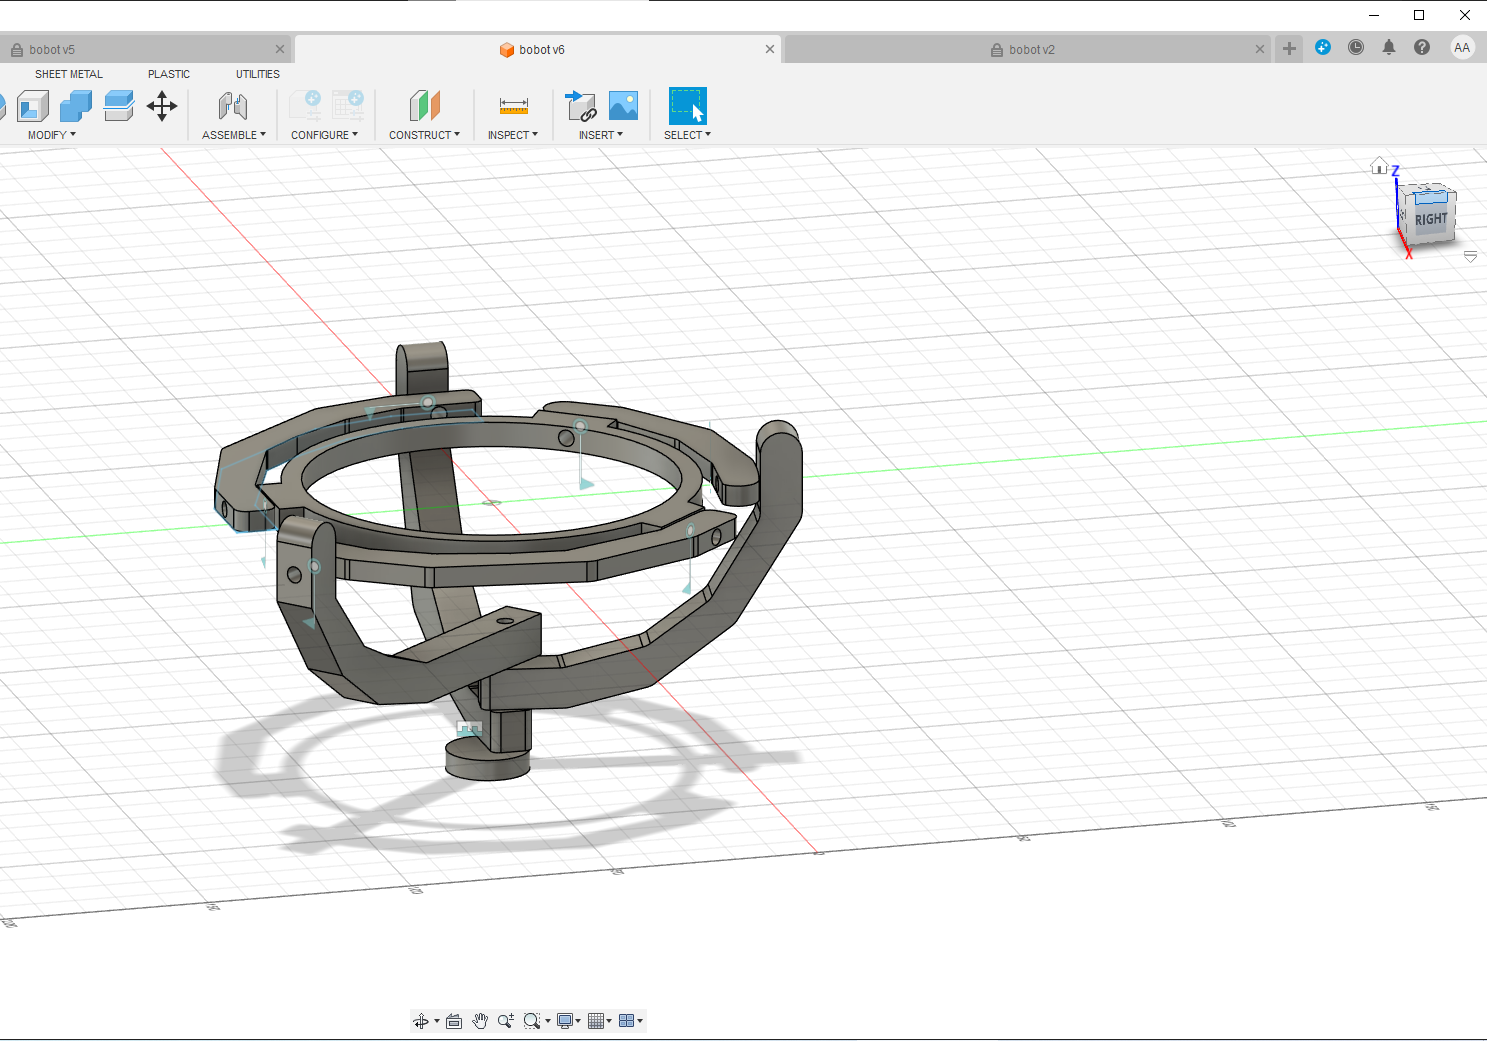 bobot v5
bobot v6
bobot v2
AA
SHEET METAL
PLASTIC
UTILITIES
MODIFY
ASSEMBLE
CONFIGURE
CONSTRUCT
INSPECT
INSERT
SELECT
Z
RIGHT
X